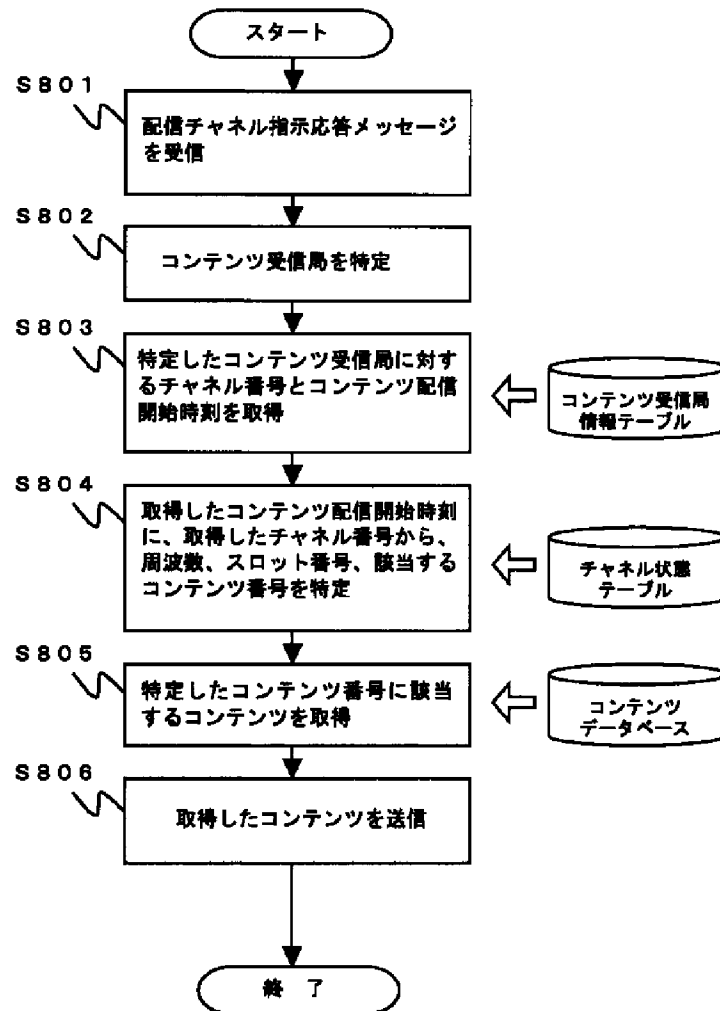 スタート
S801
配信チャネル指示応答メッセージ
を受信
S802
コンテンツ受信局を特定
S803
特定したコンテンツ受信局に対す
るチャネル番号とコンテンツ配信
開始時刻を取得
コンテンツ受信局
情報テーブル
S804
取得したコンテンツ配信開始時刻
に、取得したチャネル番号から、
周波数、スロット番号、該当する
コンテンツ番号を特定
チャネル状態
テーブル
S805
特定したコンテンツ番号に該当
するコンテンツを取得
コンテンツ
データベース
S806
取得したコンテンツを送信
終 了